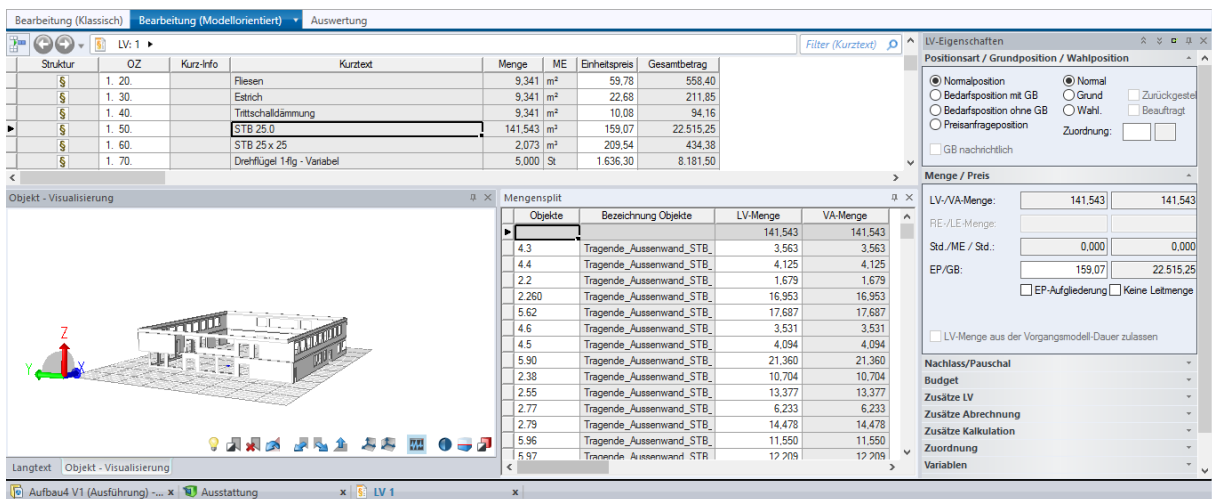 Bearbeitung (Klassisch) Bearbeitung (Modellorientiert) Auswertung
LV: 1
Filter (Kurztext)
Struktur OZ Kurz-Info Kurztext Menge ME Einheitspreis Gesamtbetrag
§ 1. 20. Fliesen 9,341 m² 59,78 558,40
§ 1. 30. Estrich 9,341 m² 22,68 211,85
§ 1. 40. Trittschalldämmung 9,341 m² 10,08 94,16
§ 1. 50. STB 25.0 141,543 m³ 159,07 22.515,25
§ 1. 60. STB 25 x 25 2,073 m³ 209,54 434,38
§ 1. 70. Drehflügel 1-flg - Variabel 5,000 St 1.636,30 8.181,50
Objekt - Visualisierung
Z
Y X
Langtext Objekt - Visualisierung
Mengensplit
Objekte Bezeichnung Objekte LV-Menge VA-Menge
141,543 141,543
4.3 Tragende_Aussenwand_STB_ 3,563 3,563
4.4 Tragende_Aussenwand_STB_ 4,125 4,125
2.2 Tragende_Aussenwand_STB_ 1,679 1,679
2.260 Tragende_Aussenwand_STB_ 16,953 16,953
5.62 Tragende_Aussenwand_STB_ 17,687 17,687
4.6 Tragende_Aussenwand_STB_ 3,531 3,531
4.5 Tragende_Aussenwand_STB_ 4,094 4,094
5.90 Tragende_Aussenwand_STB_ 21,360 21,360
2.38 Tragende_Aussenwand_STB_ 10,704 10,704
2.55 Tragende_Aussenwand_STB_ 13,377 13,377
2.77 Tragende_Aussenwand_STB_ 6,233 6,233
2.79 Tragende_Aussenwand_STB_ 14,478 14,478
5.96 Tragende_Aussenwand_STB_ 11,550 11,550
5.97 Tragende_Aussenwand_STB_ 12,209 12,209
LV-Eigenschaften
Positionsart / Grundposition / Wahlposition
Normalposition Normal
Bedarfsposition mit GB Grund Zurückgestel
Bedarfsposition ohne GB Wahl. Beauftragt
Preisanfrageposition Zuordnung:
GB nachrichtlich
Menge / Preis
LV-/VA-Menge: 141,543 141,543
RE-/LE-Menge:
Std./ME / Std.: 0,000 0,000
EP/GB: 159,07 22.515,25
EP-Aufgliederung Keine Leitmenge
LV-Menge aus der Vorgangsmodell-Dauer zulassen
Nachlass/Pauschal
Budget
Zusätze LV
Zusätze Abrechnung
Zusätze Kalkulation
Zuordnung
Variablen
Aufbau4 V1 (Ausführung) -... x Ausstattung x § LV 1 x